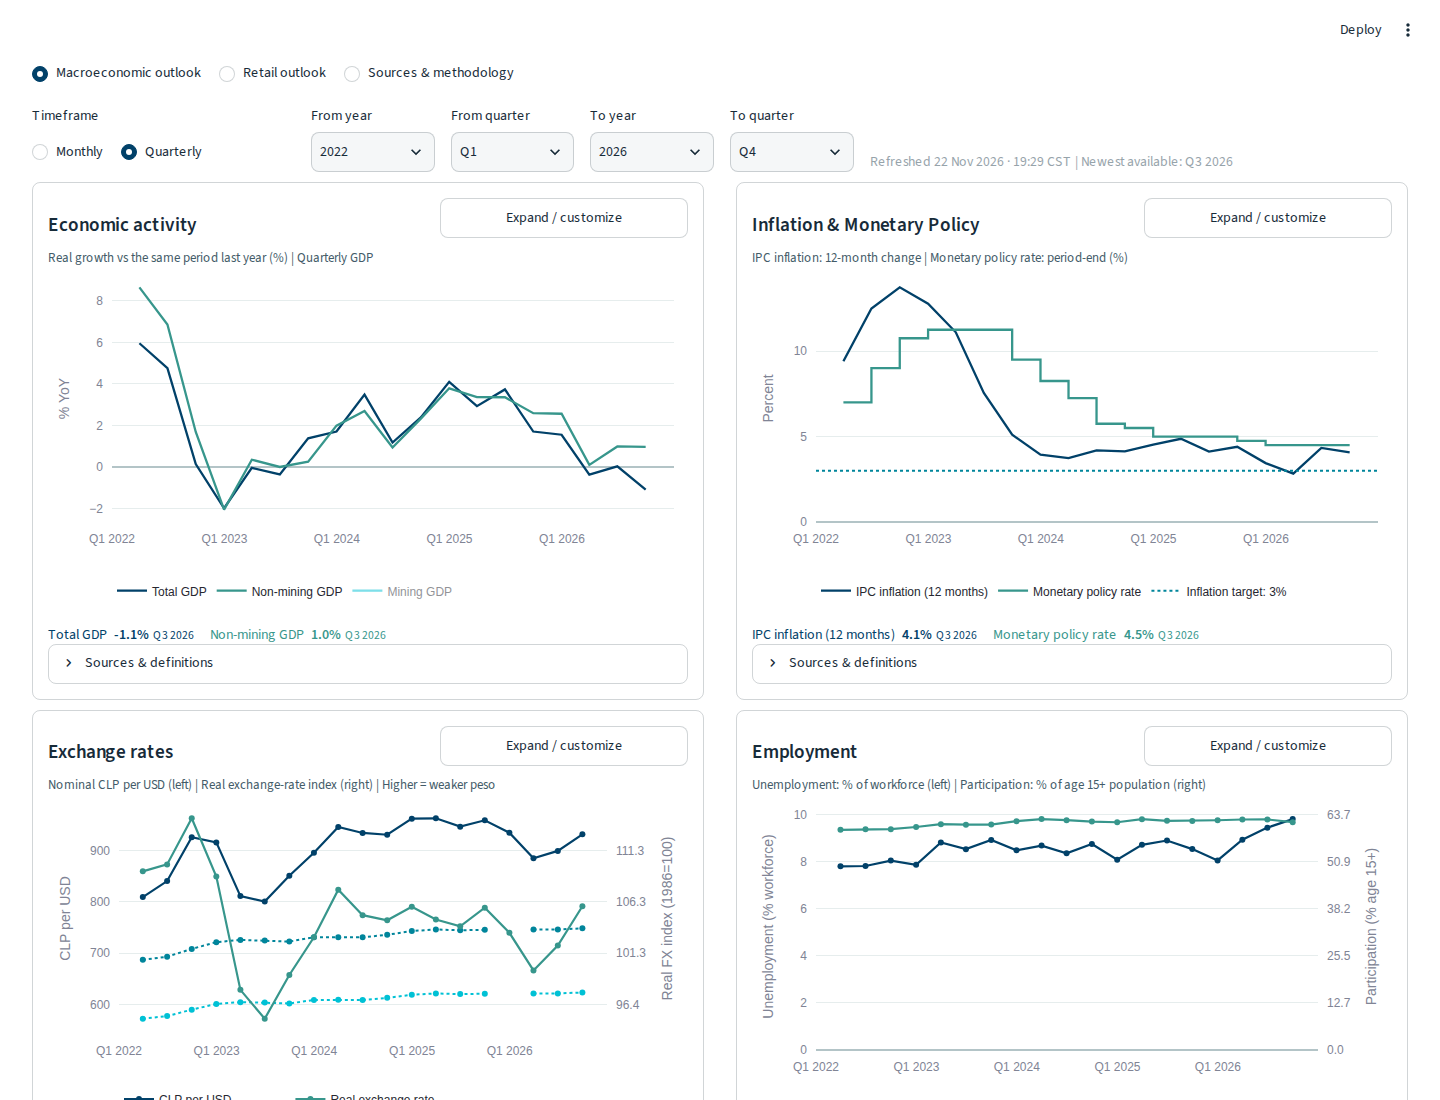 Deploy
Macroeconomic outlook Retail outlook Sources & methodology
Timeframe From year From quarter To year To quarter
Monthly Quarterly 2022 Q1 2026 Q4 Refreshed 22 Nov 2026 · 19:29 CST | Newest available: Q3 2026
Economic activity
Expand / customize
Real growth vs the same period last year (%) | Quarterly GDP
8
6
4
2
0
−2
% YoY
Q1 2022 Q1 2023 Q1 2024 Q1 2025 Q1 2026
Total GDP Non-mining GDP Mining GDP
Total GDP -1.1% Q3 2026 Non-mining GDP 1.0% Q3 2026
Sources & definitions
Inflation & Monetary Policy
Expand / customize
IPC inflation: 12-month change | Monetary policy rate: period-end (%)
10
5
0
Percent
Q1 2022 Q1 2023 Q1 2024 Q1 2025 Q1 2026
IPC inflation (12 months) Monetary policy rate Inflation target: 3%
IPC inflation (12 months) 4.1% Q3 2026 Monetary policy rate 4.5% Q3 2026
Sources & definitions
Exchange rates
Expand / customize
Nominal CLP per USD (left) | Real exchange-rate index (right) | Higher = weaker peso
900 111.3
800 106.3
700 101.3
600 96.4
CLP per USD
Real FX index (1986=100)
Q1 2022 Q1 2023 Q1 2024 Q1 2025 Q1 2026
CLP per USD Real exchange rate
Employment
Expand / customize
Unemployment: % of workforce (left) | Participation: % of age 15+ population (right)
10 63.7
8 50.9
6 38.2
4 25.5
2 12.7
0 0.0
Unemployment (% workforce)
Participation (% age 15+)
Q1 2022 Q1 2023 Q1 2024 Q1 2025 Q1 2026